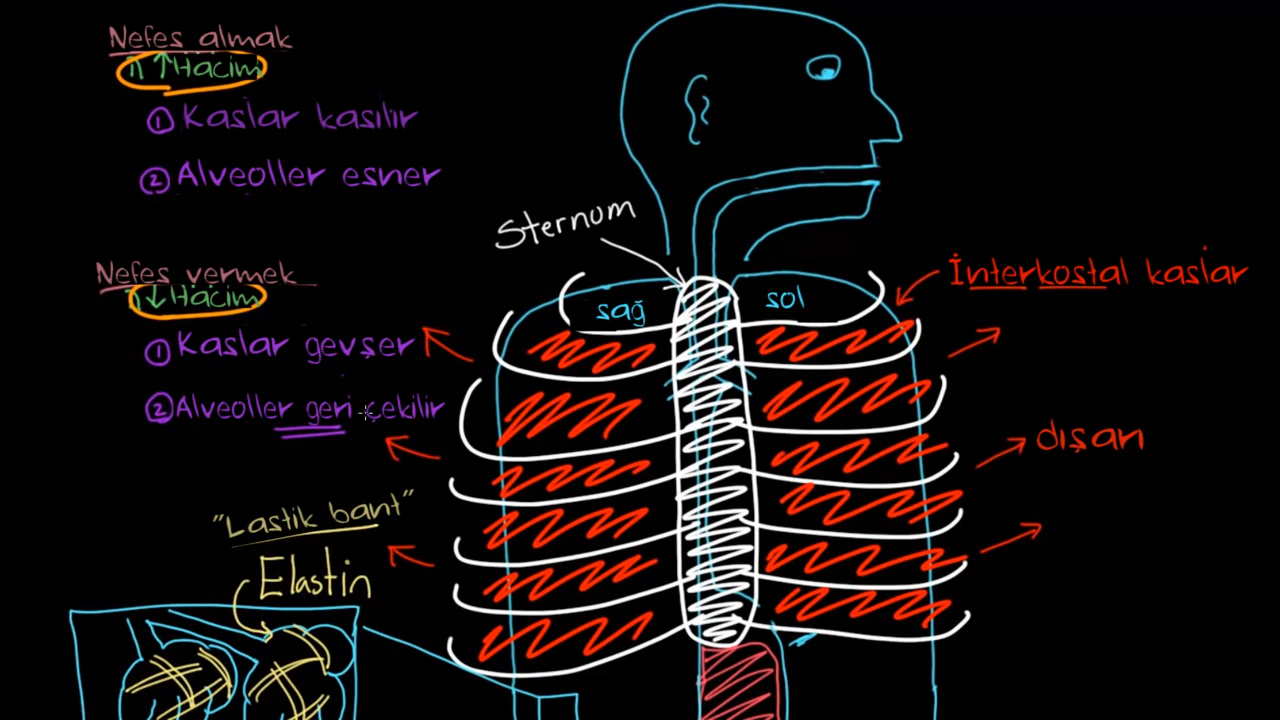 Nefes almak
↑ Hacim
① Kaslar kasılır
② Alveoller esner
Sternom
Nefes vermek
↓ Hacim
① Kaslar gevşer
② Alveoller geri çekilir
sağ
sol
İnterkostal kaslar
dışarı
"Lastik bant"
Elastin